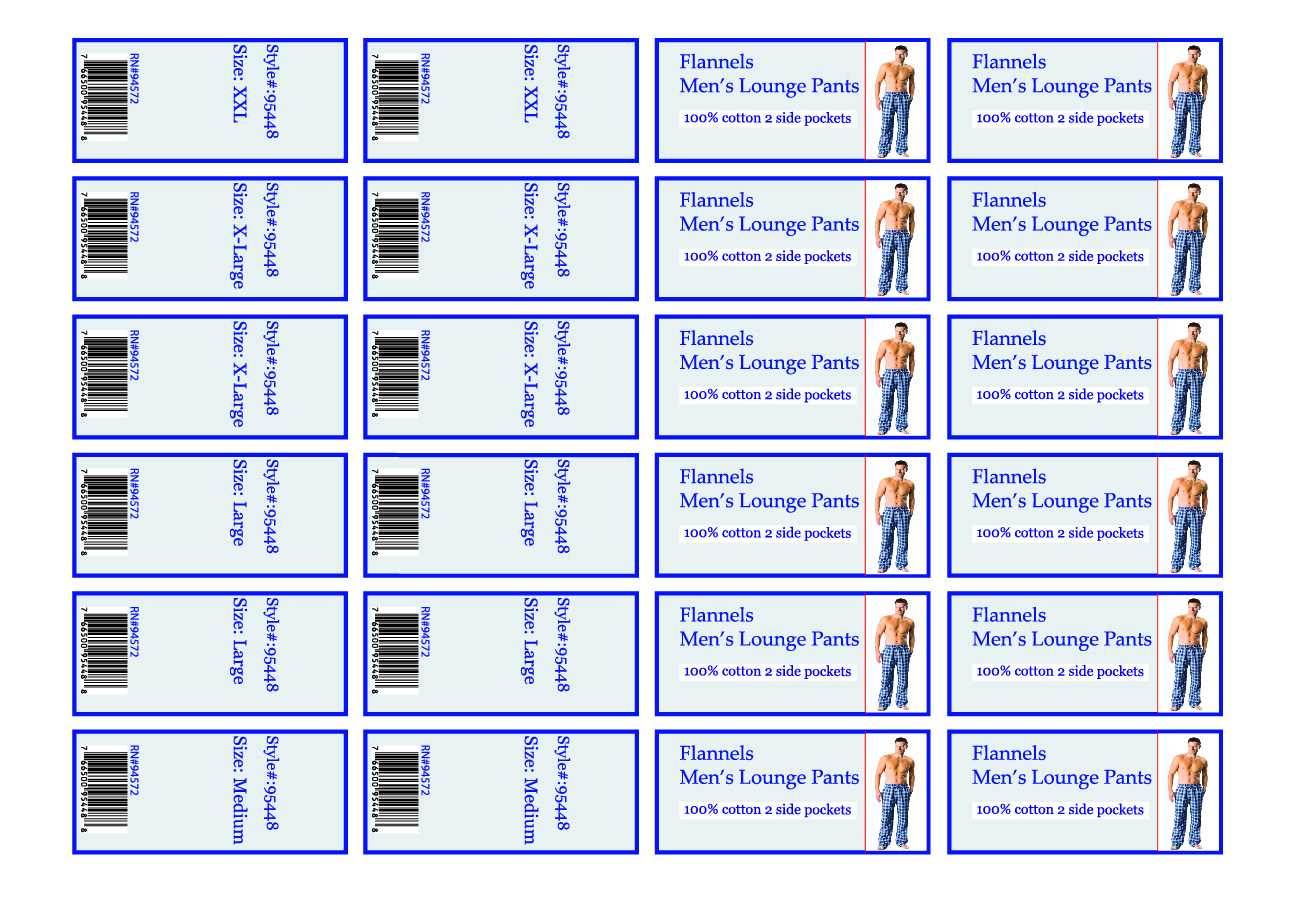 Style#:95448
Size: XXL
RN#94572
7 66500 95448 8
Style#:95448
Size: XXL
RN#94572
7 66500 95448 8
Flannels
Men’s Lounge Pants
100% cotton 2 side pockets
Flannels
Men’s Lounge Pants
100% cotton 2 side pockets
Style#:95448
Size: X-Large
RN#94572
7 66500 95448 8
Style#:95448
Size: X-Large
RN#94572
7 66500 95448 8
Flannels
Men’s Lounge Pants
100% cotton 2 side pockets
Flannels
Men’s Lounge Pants
100% cotton 2 side pockets
Style#:95448
Size: X-Large
RN#94572
7 66500 95448 8
Style#:95448
Size: X-Large
RN#94572
7 66500 95448 8
Flannels
Men’s Lounge Pants
100% cotton 2 side pockets
Flannels
Men’s Lounge Pants
100% cotton 2 side pockets
Style#:95448
Size: Large
RN#94572
7 66500 95448 8
Style#:95448
Size: Large
RN#94572
7 66500 95448 8
Flannels
Men’s Lounge Pants
100% cotton 2 side pockets
Flannels
Men’s Lounge Pants
100% cotton 2 side pockets
Style#:95448
Size: Large
RN#94572
7 66500 95448 8
Style#:95448
Size: Large
RN#94572
7 66500 95448 8
Flannels
Men’s Lounge Pants
100% cotton 2 side pockets
Flannels
Men’s Lounge Pants
100% cotton 2 side pockets
Style#:95448
Size: Medium
RN#94572
7 66500 95448 8
Style#:95448
Size: Medium
RN#94572
7 66500 95448 8
Flannels
Men’s Lounge Pants
100% cotton 2 side pockets
Flannels
Men’s Lounge Pants
100% cotton 2 side pockets